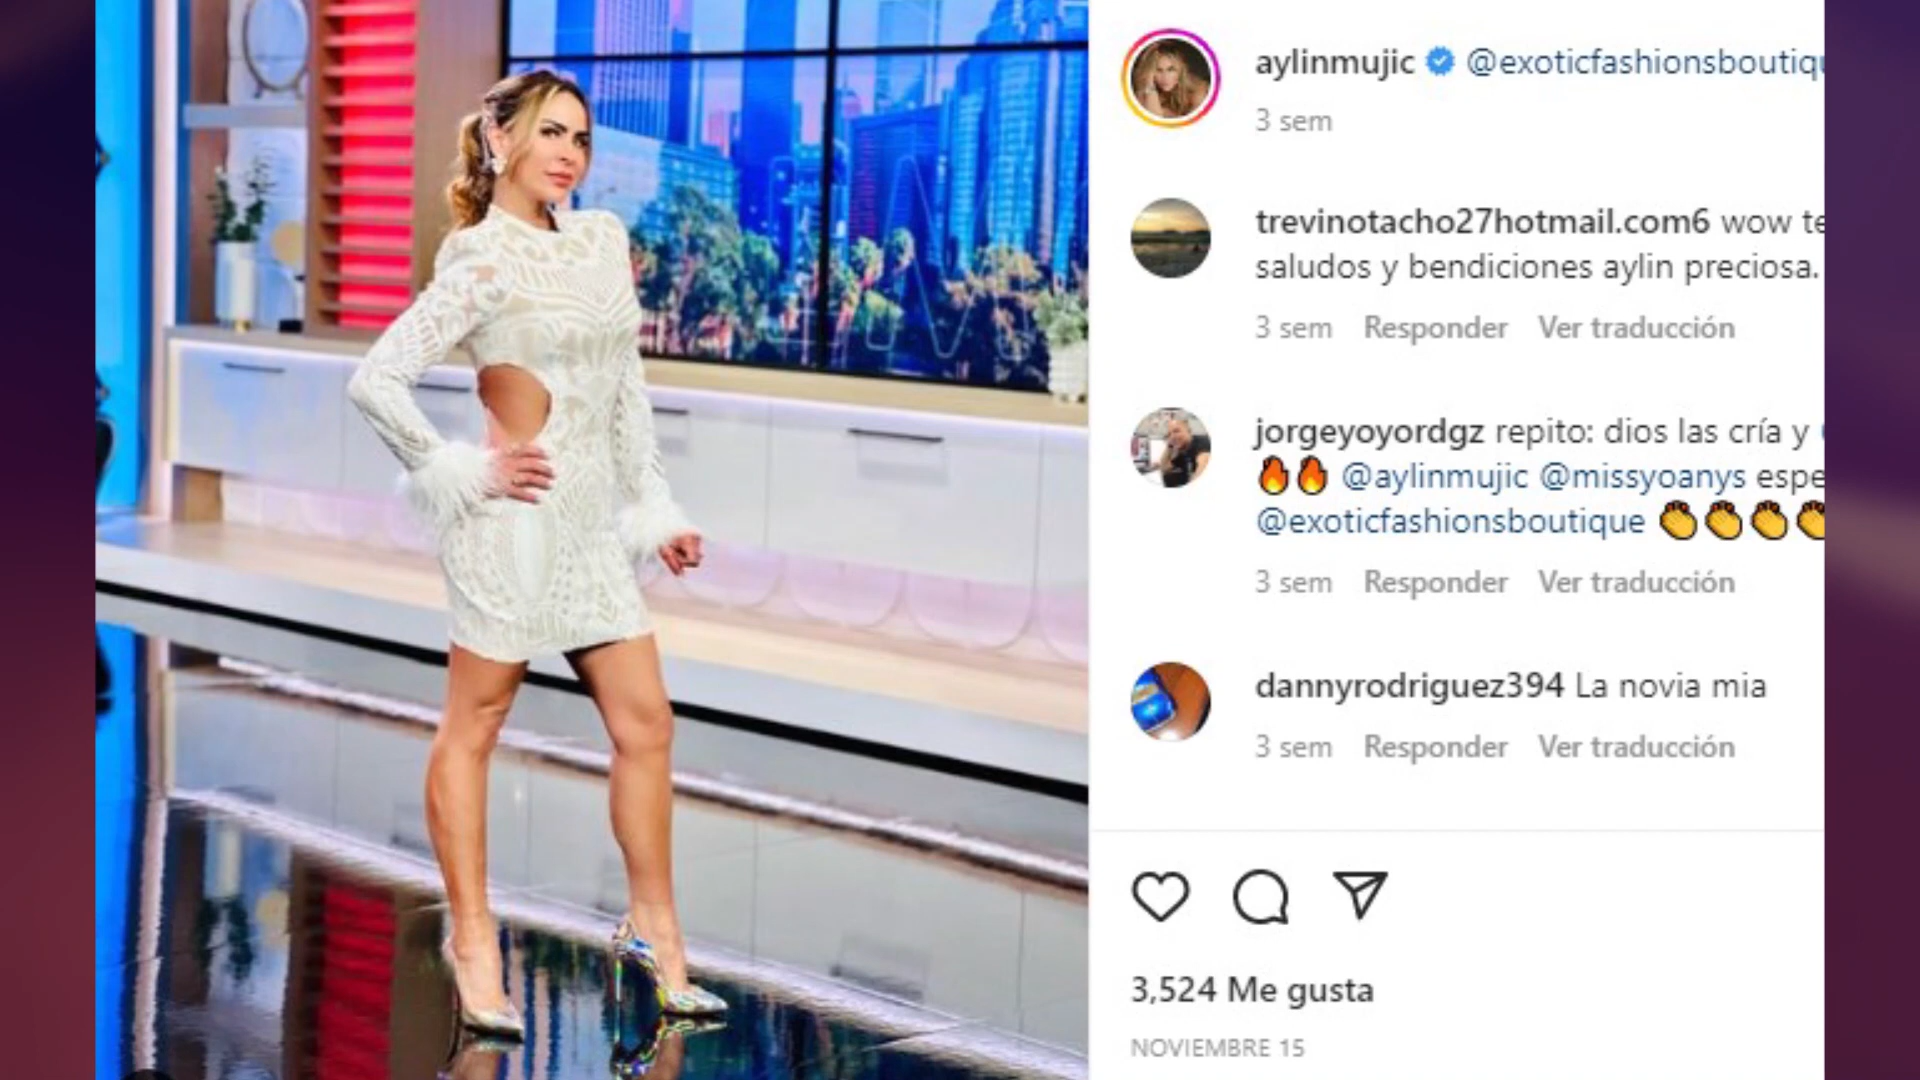 aylinmujic @exoticfashionsboutiq
3 sem
trevinotacho27hotmail.com6 wow te
saludos y bendiciones aylin preciosa.
3 sem Responder Ver traducción
jorgeyoyordgz repito: dios las cría y
🔥🔥 @aylinmujic @missyoanys espe
@exoticfashionsboutique 👏👏👏👏
3 sem Responder Ver traducción
dannyrodriguez394 La novia mia
3 sem Responder Ver traducción
3,524 Me gusta
NOVIEMBRE 15